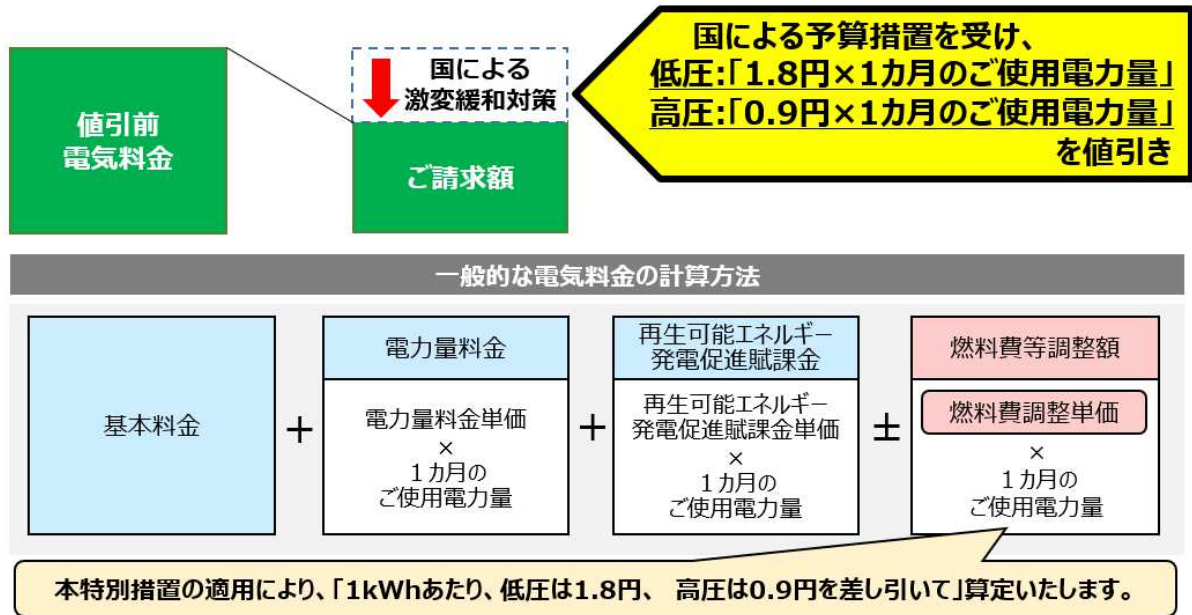 値引前
電気料金
国による
激変緩和対策
ご請求額
国による予算措置を受け、
低圧:「1.8円×1カ月のご使用電力量」
高圧:「0.9円×1カ月のご使用電力量」
を値引き
一般的な電気料金の計算方法
基本料金
+
電力量料金
電力量料金単価
×
１カ月の
ご使用電力量
+
再生可能エネルギー
発電促進賦課金
再生可能エネルギー
発電促進賦課金単価
×
１カ月の
ご使用電力量
±
燃料費等調整額
燃料費調整単価
×
１カ月の
ご使用電力量
本特別措置の適用により、「1kWhあたり、低圧は1.8円、 高圧は0.9円を差し引いて」算定いたします。